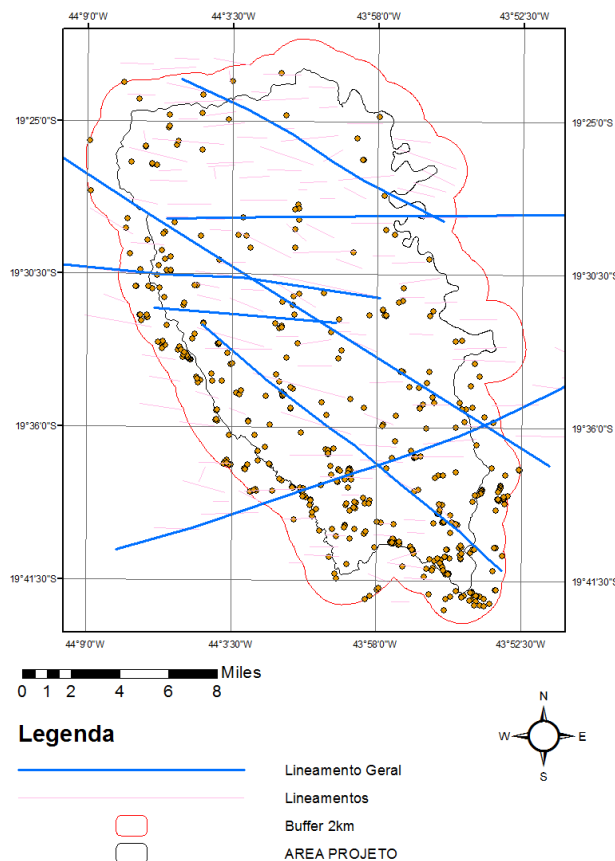 44°9'0"W 44°3'30"W 43°58'0"W 43°52'30"W
19°25'0"S 19°25'0"S
19°30'30"S 19°30'30"S
19°36'0"S 19°36'0"S
19°41'30"S 19°41'30"S
44°9'0"W 44°3'30"W 43°58'0"W 43°52'30"W
Miles
0 1 2 4 6 8
N
W E
S
Legenda
Lineamento Geral
Lineamentos
Buffer 2km
AREA PROJETO